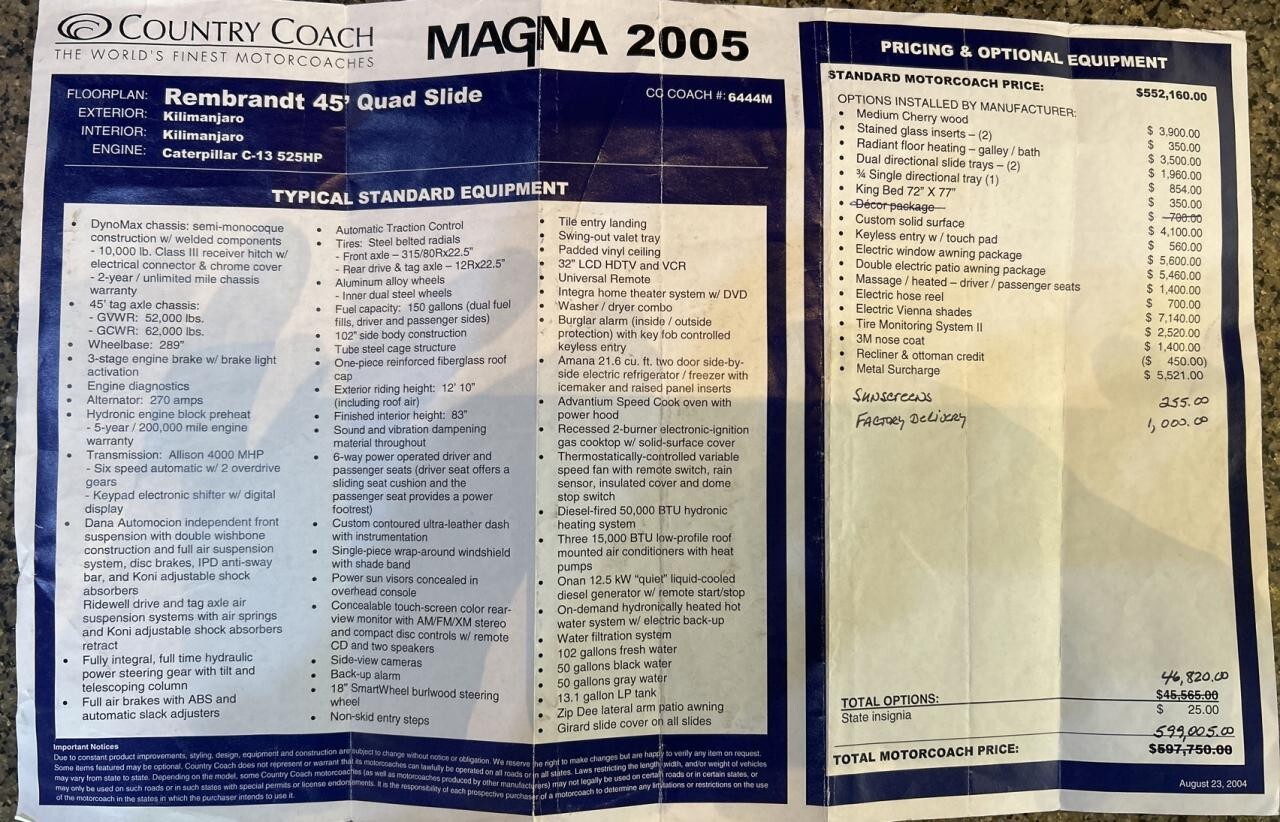 COUNTRY COACH
THE WORLD'S FINEST MOTORCOACHES
MAGNA 2005
FLOORPLAN: Rembrandt 45' Quad Slide
CC COACH #: 6444M
EXTERIOR: Kilimanjaro
INTERIOR: Kilimanjaro
ENGINE: Caterpillar C-13 525HP
TYPICAL STANDARD EQUIPMENT
• DynoMax chassis: semi-monocoque
construction w/ welded components
- 10,000 lb. Class III receiver hitch w/
electrical connector & chrome cover
- 2-year / unlimited mile chassis
warranty
• 45' tag axle chassis:
- GVWR: 52,000 lbs.
- GCWR: 62,000 lbs.
• Wheelbase: 289"
• 3-stage engine brake w/ brake light
activation
• Engine diagnostics
• Alternator: 270 amps
• Hydronic engine block preheat
- 5-year / 200,000 mile engine
warranty
• Transmission: Allison 4000 MHP
- Six speed automatic w/ 2 overdrive
gears
- Keypad electronic shifter w/ digital
display
• Dana Automocion independent front
suspension with double wishbone
construction and full air suspension
system, disc brakes, IPD anti-sway
bar, and Koni adjustable shock
absorbers
Ridewell drive and tag axle air
suspension systems with air springs
and Koni adjustable shock absorbers
retract
• Fully integral, full time hydraulic
power steering gear with tilt and
telescoping column
• Full air brakes with ABS and
automatic slack adjusters
• Automatic Traction Control
• Tires: Steel belted radials
- Front axle – 315/80Rx22.5"
- Rear drive & tag axle – 12Rx22.5"
• Aluminum alloy wheels
- Inner dual steel wheels
• Fuel capacity: 150 gallons (dual fuel
fills, driver and passenger sides)
• 102" side body construction
• Tube steel cage structure
• One-piece reinforced fiberglass roof
cap
• Exterior riding height: 12' 10"
(including roof air)
• Finished interior height: 83"
• Sound and vibration dampening
material throughout
• 6-way power operated driver and
passenger seats (driver seat offers a
sliding seat cushion and the
passenger seat provides a power
footrest)
• Custom contoured ultra-leather dash
with instrumentation
• Single-piece wrap-around windshield
with shade band
• Power sun visors concealed in
overhead console
• Concealable touch-screen color rear-
view monitor with AM/FM/XM stereo
and compact disc controls w/ remote
CD and two speakers
• Side-view cameras
• Back-up alarm
• 18" SmartWheel burlwood steering
wheel
• Non-skid entry steps
• Tile entry landing
• Swing-out valet tray
• Padded vinyl ceiling
• 32" LCD HDTV and VCR
• Universal Remote
• Integra home theater system w/ DVD
• Washer / dryer combo
• Burglar alarm (inside / outside
protection) with key fob controlled
keyless entry
• Amana 21.6 cu. ft. two door side-by-
side electric refrigerator / freezer with
icemaker and raised panel inserts
• Advantium Speed Cook oven with
power hood
• Recessed 2-burner electronic-ignition
gas cooktop w/ solid-surface cover
• Thermostatically-controlled variable
speed fan with remote switch, rain
sensor, insulated cover and dome
stop switch
• Diesel-fired 50,000 BTU hydronic
heating system
• Three 15,000 BTU low-profile roof
mounted air conditioners with heat
pumps
• Onan 12.5 kW "quiet" liquid-cooled
diesel generator w/ remote start/stop
• On-demand hydronically heated hot
water system w/ electric back-up
• Water filtration system
• 102 gallons fresh water
• 50 gallons black water
• 50 gallons gray water
• 13.1 gallon LP tank
• Zip Dee lateral arm patio awning
• Girard slide cover on all slides
Important Notices
Due to constant product improvements, styling, design, equipment and construction are subject to change without notice or obligation. We reserve the right to make changes but are happy to verify any item on request.
Some items featured may be optional. Country Coach does not represent or warrant that its motorcoaches can lawfully be operated on all roads or in all states. Laws restricting the length, width, and/or weight of vehicles
may vary from state to state. Depending on the model, some Country Coach motorcoaches (as well as motorcoaches produced by other manufacturers) may not legally be used on certain roads or in certain states, or
may only be used on such roads or in such states with special permits or license endorsements. It is the responsibility of each prospective purchaser of a motorcoach to determine any limitations or restrictions on the use
of the motorcoach in the states in which the purchaser intends to use it.
PRICING & OPTIONAL EQUIPMENT
STANDARD MOTORCOACH PRICE: $552,160.00
OPTIONS INSTALLED BY MANUFACTURER:
• Medium Cherry wood $ 3,900.00
• Stained glass inserts – (2) $ 350.00
• Radiant floor heating – galley / bath $ 3,500.00
• Dual directional slide trays – (2) $ 1,960.00
• ¾ Single directional tray (1) $ 854.00
• King Bed 72" X 77" $ 350.00
• Décor package $ 700.00
• Custom solid surface $ 4,100.00
• Keyless entry w/ touch pad $ 560.00
• Electric window awning package $ 5,600.00
• Double electric patio awning package $ 5,460.00
• Massage / heated – driver / passenger seats $ 1,400.00
• Electric hose reel $ 700.00
• Electric Vienna shades $ 7,140.00
• Tire Monitoring System II $ 2,520.00
• 3M nose coat $ 1,400.00
• Recliner & ottoman credit ($ 450.00)
• Metal Surcharge $ 5,521.00
SUNSCREENS 255.00
FACTORY DELIVERY 1,000.00
46,820.00
TOTAL OPTIONS: $45,565.00
State insignia $ 25.00
599,005.00
TOTAL MOTORCOACH PRICE: $597,750.00
August 23, 2004